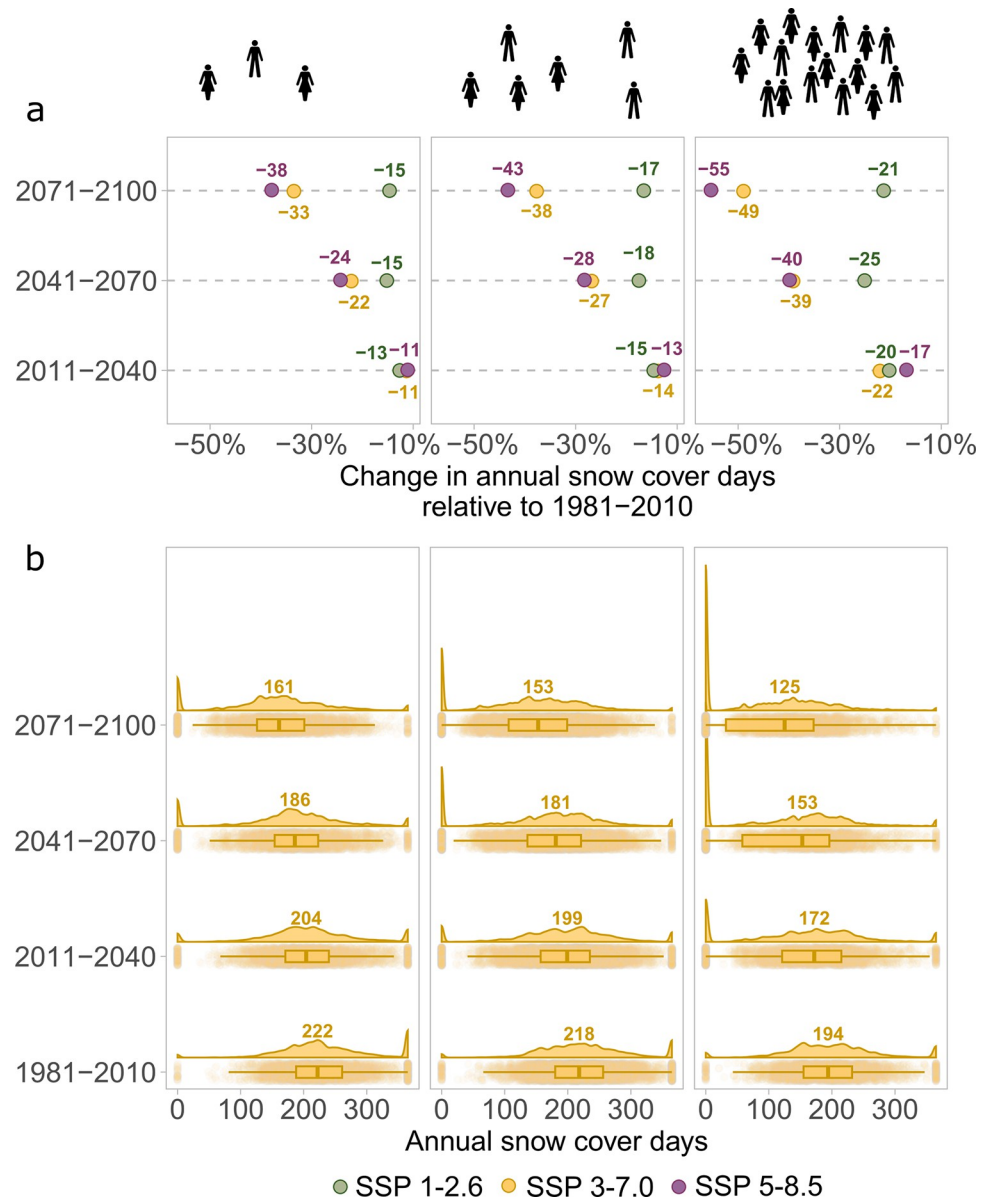 a
−38 −15 −43 −17 −55 −21
2071−2100
−33 −38 −49
−24 −15 −28 −18 −40 −25
2041−2070
−22 −27 −39
−13 −11 −15 −13 −20 −17
2011−2040
−11 −14 −22
−50% −30% −10% −50% −30% −10% −50% −30% −10%
Change in annual snow cover days
relative to 1981−2010
b
161 153 125
2071−2100
186 181 153
2041−2070
204 199 172
2011−2040
222 218 194
1981−2010
0 100 200 300 0 100 200 300 0 100 200 300
Annual snow cover days
SSP 1-2.6 SSP 3-7.0 SSP 5-8.5